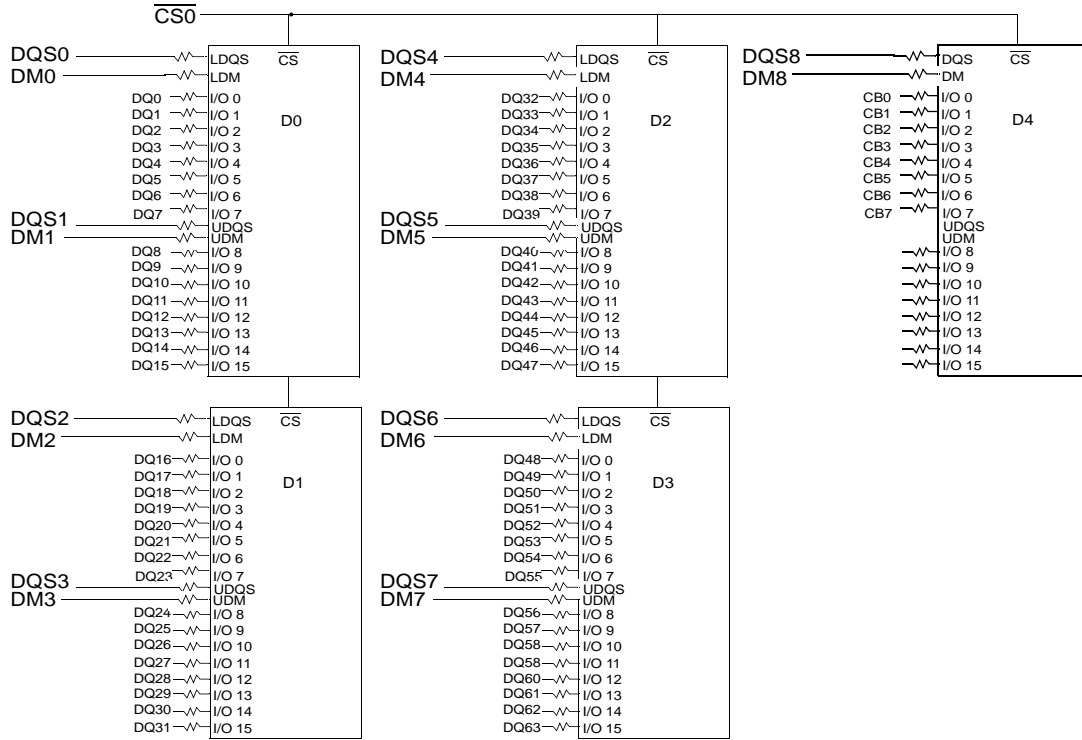 CS0
DQS0
DM0
LDQS
LDM
CS
D0
DQ0 I/O 0
DQ1 I/O 1
DQ2 I/O 2
DQ3 I/O 3
DQ4 I/O 4
DQ5 I/O 5
DQ6 I/O 6
DQ7 I/O 7
DQS1 UDQS
DM1 UDM
DQ8 I/O 8
DQ9 I/O 9
DQ10 I/O 10
DQ11 I/O 11
DQ12 I/O 12
DQ13 I/O 13
DQ14 I/O 14
DQ15 I/O 15
DQS4
DM4
LDQS
LDM
CS
D2
DQ32 I/O 0
DQ33 I/O 1
DQ34 I/O 2
DQ35 I/O 3
DQ36 I/O 4
DQ37 I/O 5
DQ38 I/O 6
DQ39 I/O 7
DQS5 UDQS
DM5 UDM
DQ40 I/O 8
DQ41 I/O 9
DQ42 I/O 10
DQ43 I/O 11
DQ44 I/O 12
DQ45 I/O 13
DQ46 I/O 14
DQ47 I/O 15
DQS8
DM8
DQS
DM
CS
D4
CB0 I/O 0
CB1 I/O 1
CB2 I/O 2
CB3 I/O 3
CB4 I/O 4
CB5 I/O 5
CB6 I/O 6
CB7 I/O 7
UDQS
UDM
I/O 8
I/O 9
I/O 10
I/O 11
I/O 12
I/O 13
I/O 14
I/O 15
DQS2
DM2
LDQS
LDM
CS
D1
DQ16 I/O 0
DQ17 I/O 1
DQ18 I/O 2
DQ19 I/O 3
DQ20 I/O 4
DQ21 I/O 5
DQ22 I/O 6
DQ23 I/O 7
DQS3 UDQS
DM3 UDM
DQ24 I/O 8
DQ25 I/O 9
DQ26 I/O 10
DQ27 I/O 11
DQ28 I/O 12
DQ29 I/O 13
DQ30 I/O 14
DQ31 I/O 15
DQS6
DM6
LDQS
LDM
CS
D3
DQ48 I/O 0
DQ49 I/O 1
DQ50 I/O 2
DQ51 I/O 3
DQ52 I/O 4
DQ53 I/O 5
DQ54 I/O 6
DQ55 I/O 7
DQS7 UDQS
DM7 UDM
DQ56 I/O 8
DQ57 I/O 9
DQ58 I/O 10
DQ58 I/O 11
DQ60 I/O 12
DQ61 I/O 13
DQ62 I/O 14
DQ63 I/O 15